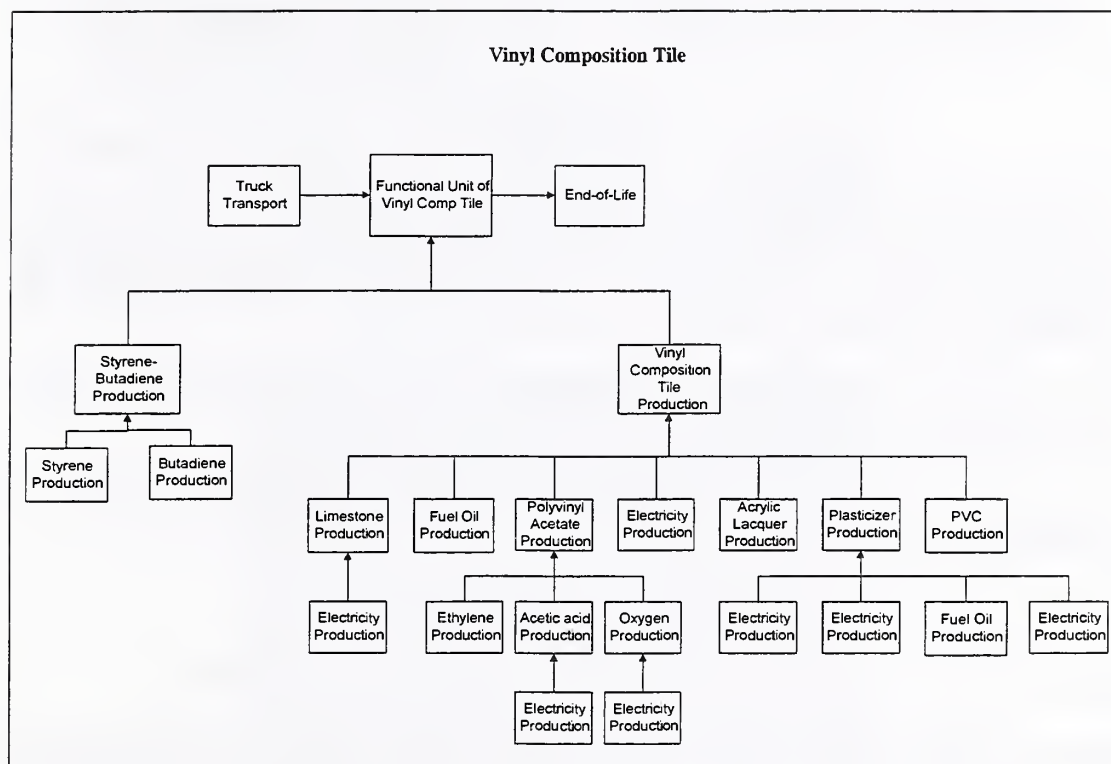 Vinyl Composition Tile
Truck
Transport
Functional Unit of
Vinyl Comp Tile
End-of-Life
Styrene-
Butadiene
Production
Vinyl
Composition
Tile
Production
Styrene
Production
Butadiene
Production
Limestone
Production
Fuel Oil
Production
Polyvinyl
Acetate
Production
Electricity
Production
Acrylic
Lacquer
Production
Plasticizer
Production
PVC
Production
Electricity
Production
Ethylene
Production
Acetic acid
Production
Oxygen
Production
Electricity
Production
Electricity
Production
Fuel Oil
Production
Electricity
Production
Electricity
Production
Electricity
Production